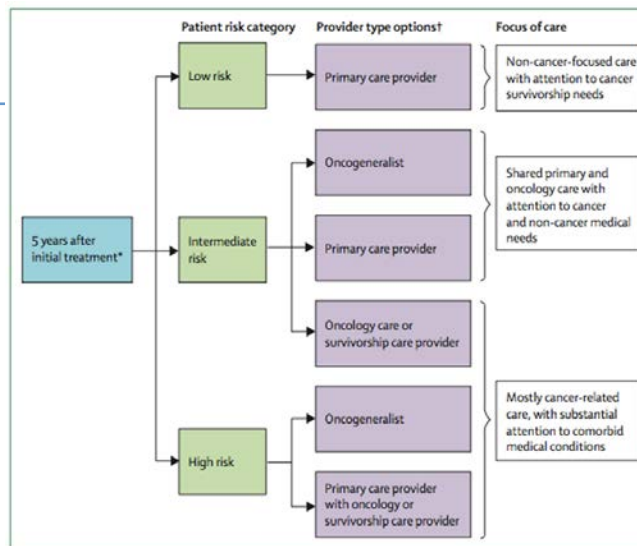 Patient risk category
Provider type options†
Focus of care
Low risk
Primary care provider
Non-cancer-focused care
with attention to cancer
survivorship needs
5 years after
initial treatment*
Intermediate
risk
Oncogeneralist
Primary care provider
Oncology care or
survivorship care provider
Shared primary and
oncology care with
attention to cancer
and non-cancer medical
needs
High risk
Oncogeneralist
Primary care provider
with oncology or
survivorship care provider
Mostly cancer-related
care, with substantial
attention to comorbid
medical conditions